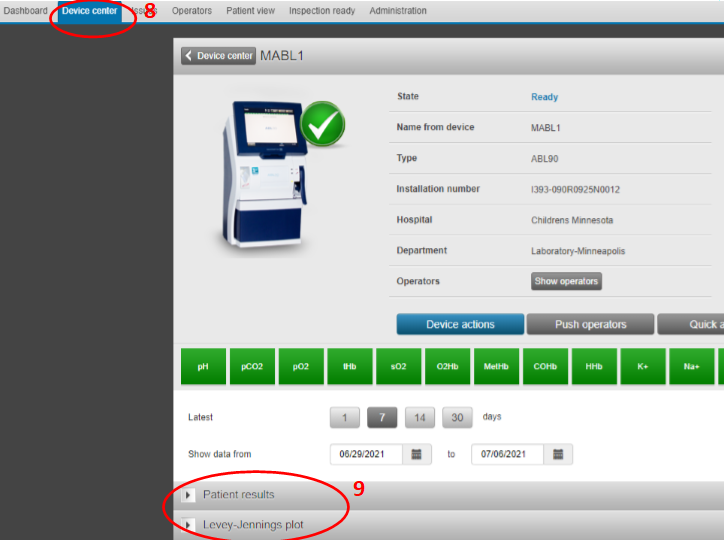 Dashboard Device center Issues 8 Operators Patient view Inspection ready Administration
Device center MABL1
State Ready
Name from device MABL1
Type ABL90
Installation number I393-090R0925N0012
Hospital Childrens Minnesota
Department Laboratory-Minneapolis
Operators Show operators
Device actions Push operators Quick a
pH pCO2 pO2 tHb sO2 O2Hb MetHb COHb HHb K+ Na+
Latest 1 7 14 30 days
Show data from 06/29/2021 to 07/06/2021
Patient results 9
Levey-Jennings plot